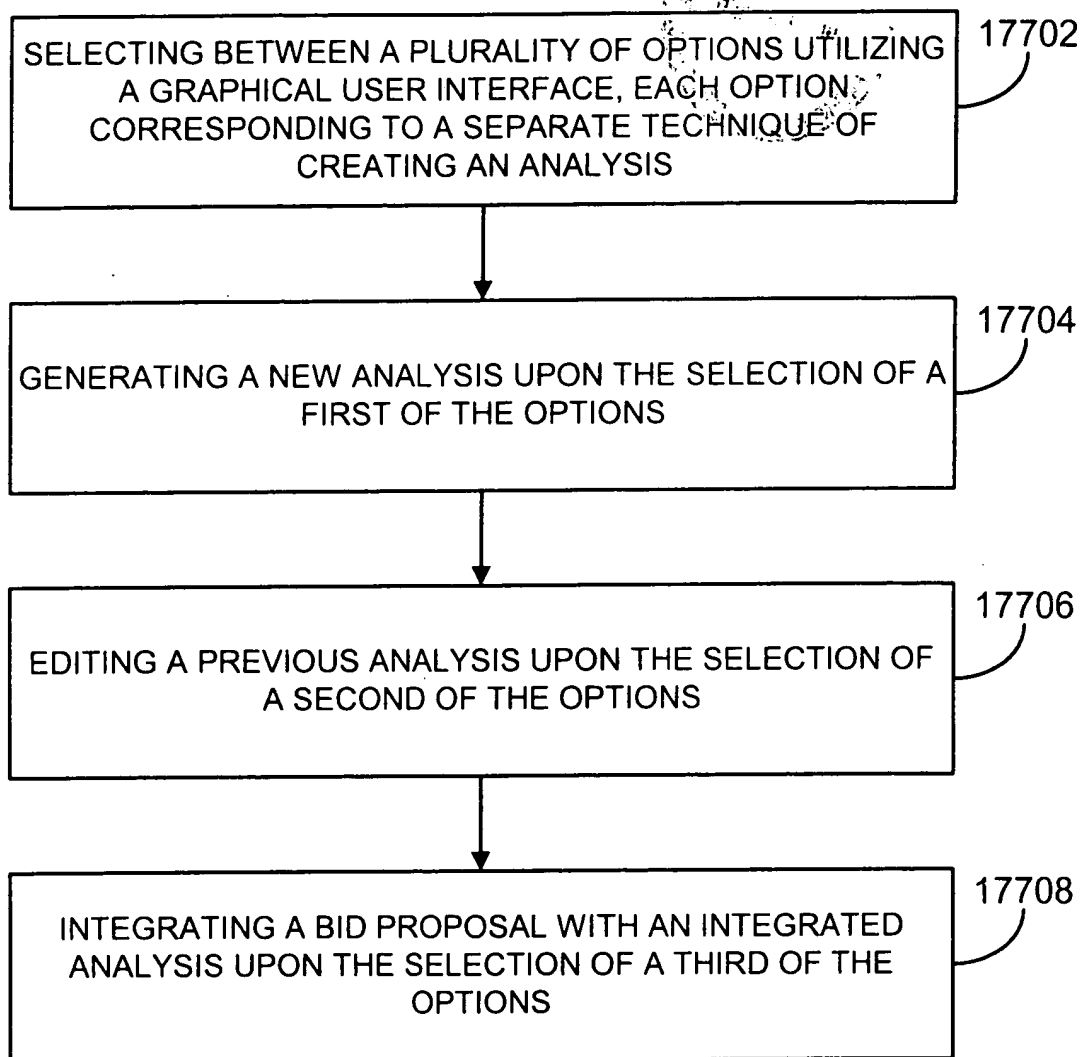 SELECTING BETWEEN A PLURALITY OF OPTIONS UTILIZING
A GRAPHICAL USER INTERFACE, EACH OPTION
CORRESPONDING TO A SEPARATE TECHNIQUE OF
CREATING AN ANALYSIS
17702
GENERATING A NEW ANALYSIS UPON THE SELECTION OF A
FIRST OF THE OPTIONS
17704
EDITING A PREVIOUS ANALYSIS UPON THE SELECTION OF
A SECOND OF THE OPTIONS
17706
INTEGRATING A BID PROPOSAL WITH AN INTEGRATED
ANALYSIS UPON THE SELECTION OF A THIRD OF THE
OPTIONS
17708